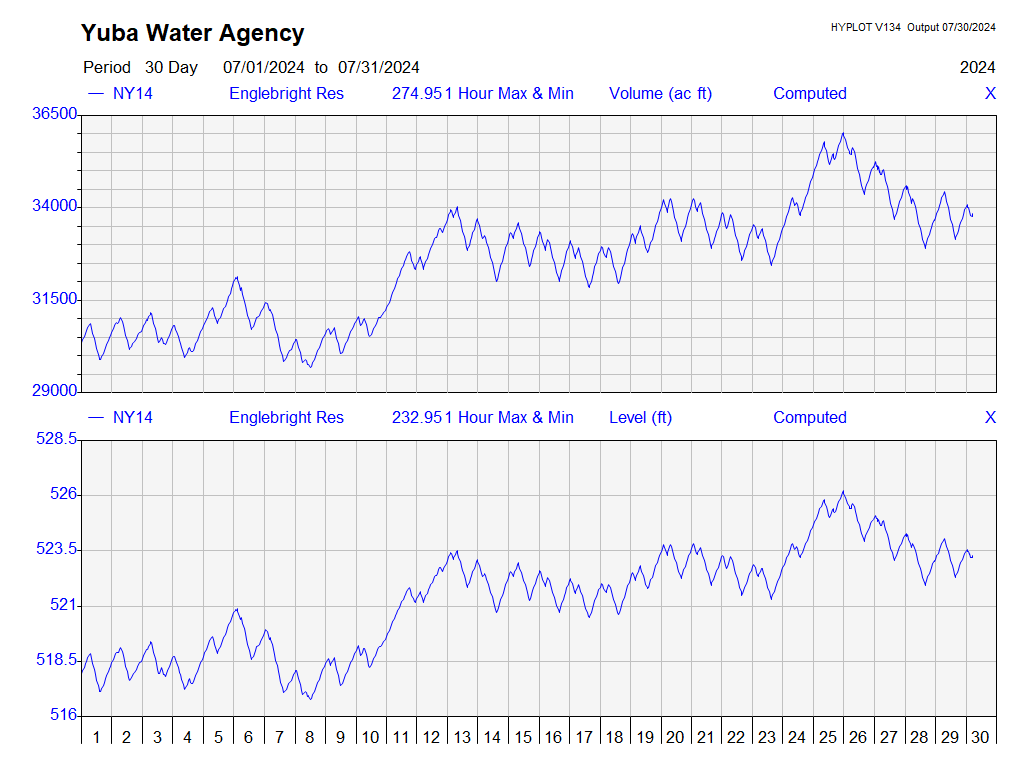 Yuba Water Agency
HYPLOT V134 Output 07/30/2024
Period 30 Day 07/01/2024 to 07/31/2024 2024
NY14 Englebright Res 274.951 Hour Max & Min Volume (ac ft) Computed X
36500
34000
31500
29000
NY14 Englebright Res 232.951 Hour Max & Min Level (ft) Computed X
528.5
526
523.5
521
518.5
516
1 2 3 4 5 6 7 8 9 10 11 12 13 14 15 16 17 18 19 20 21 22 23 24 25 26 27 28 29 30